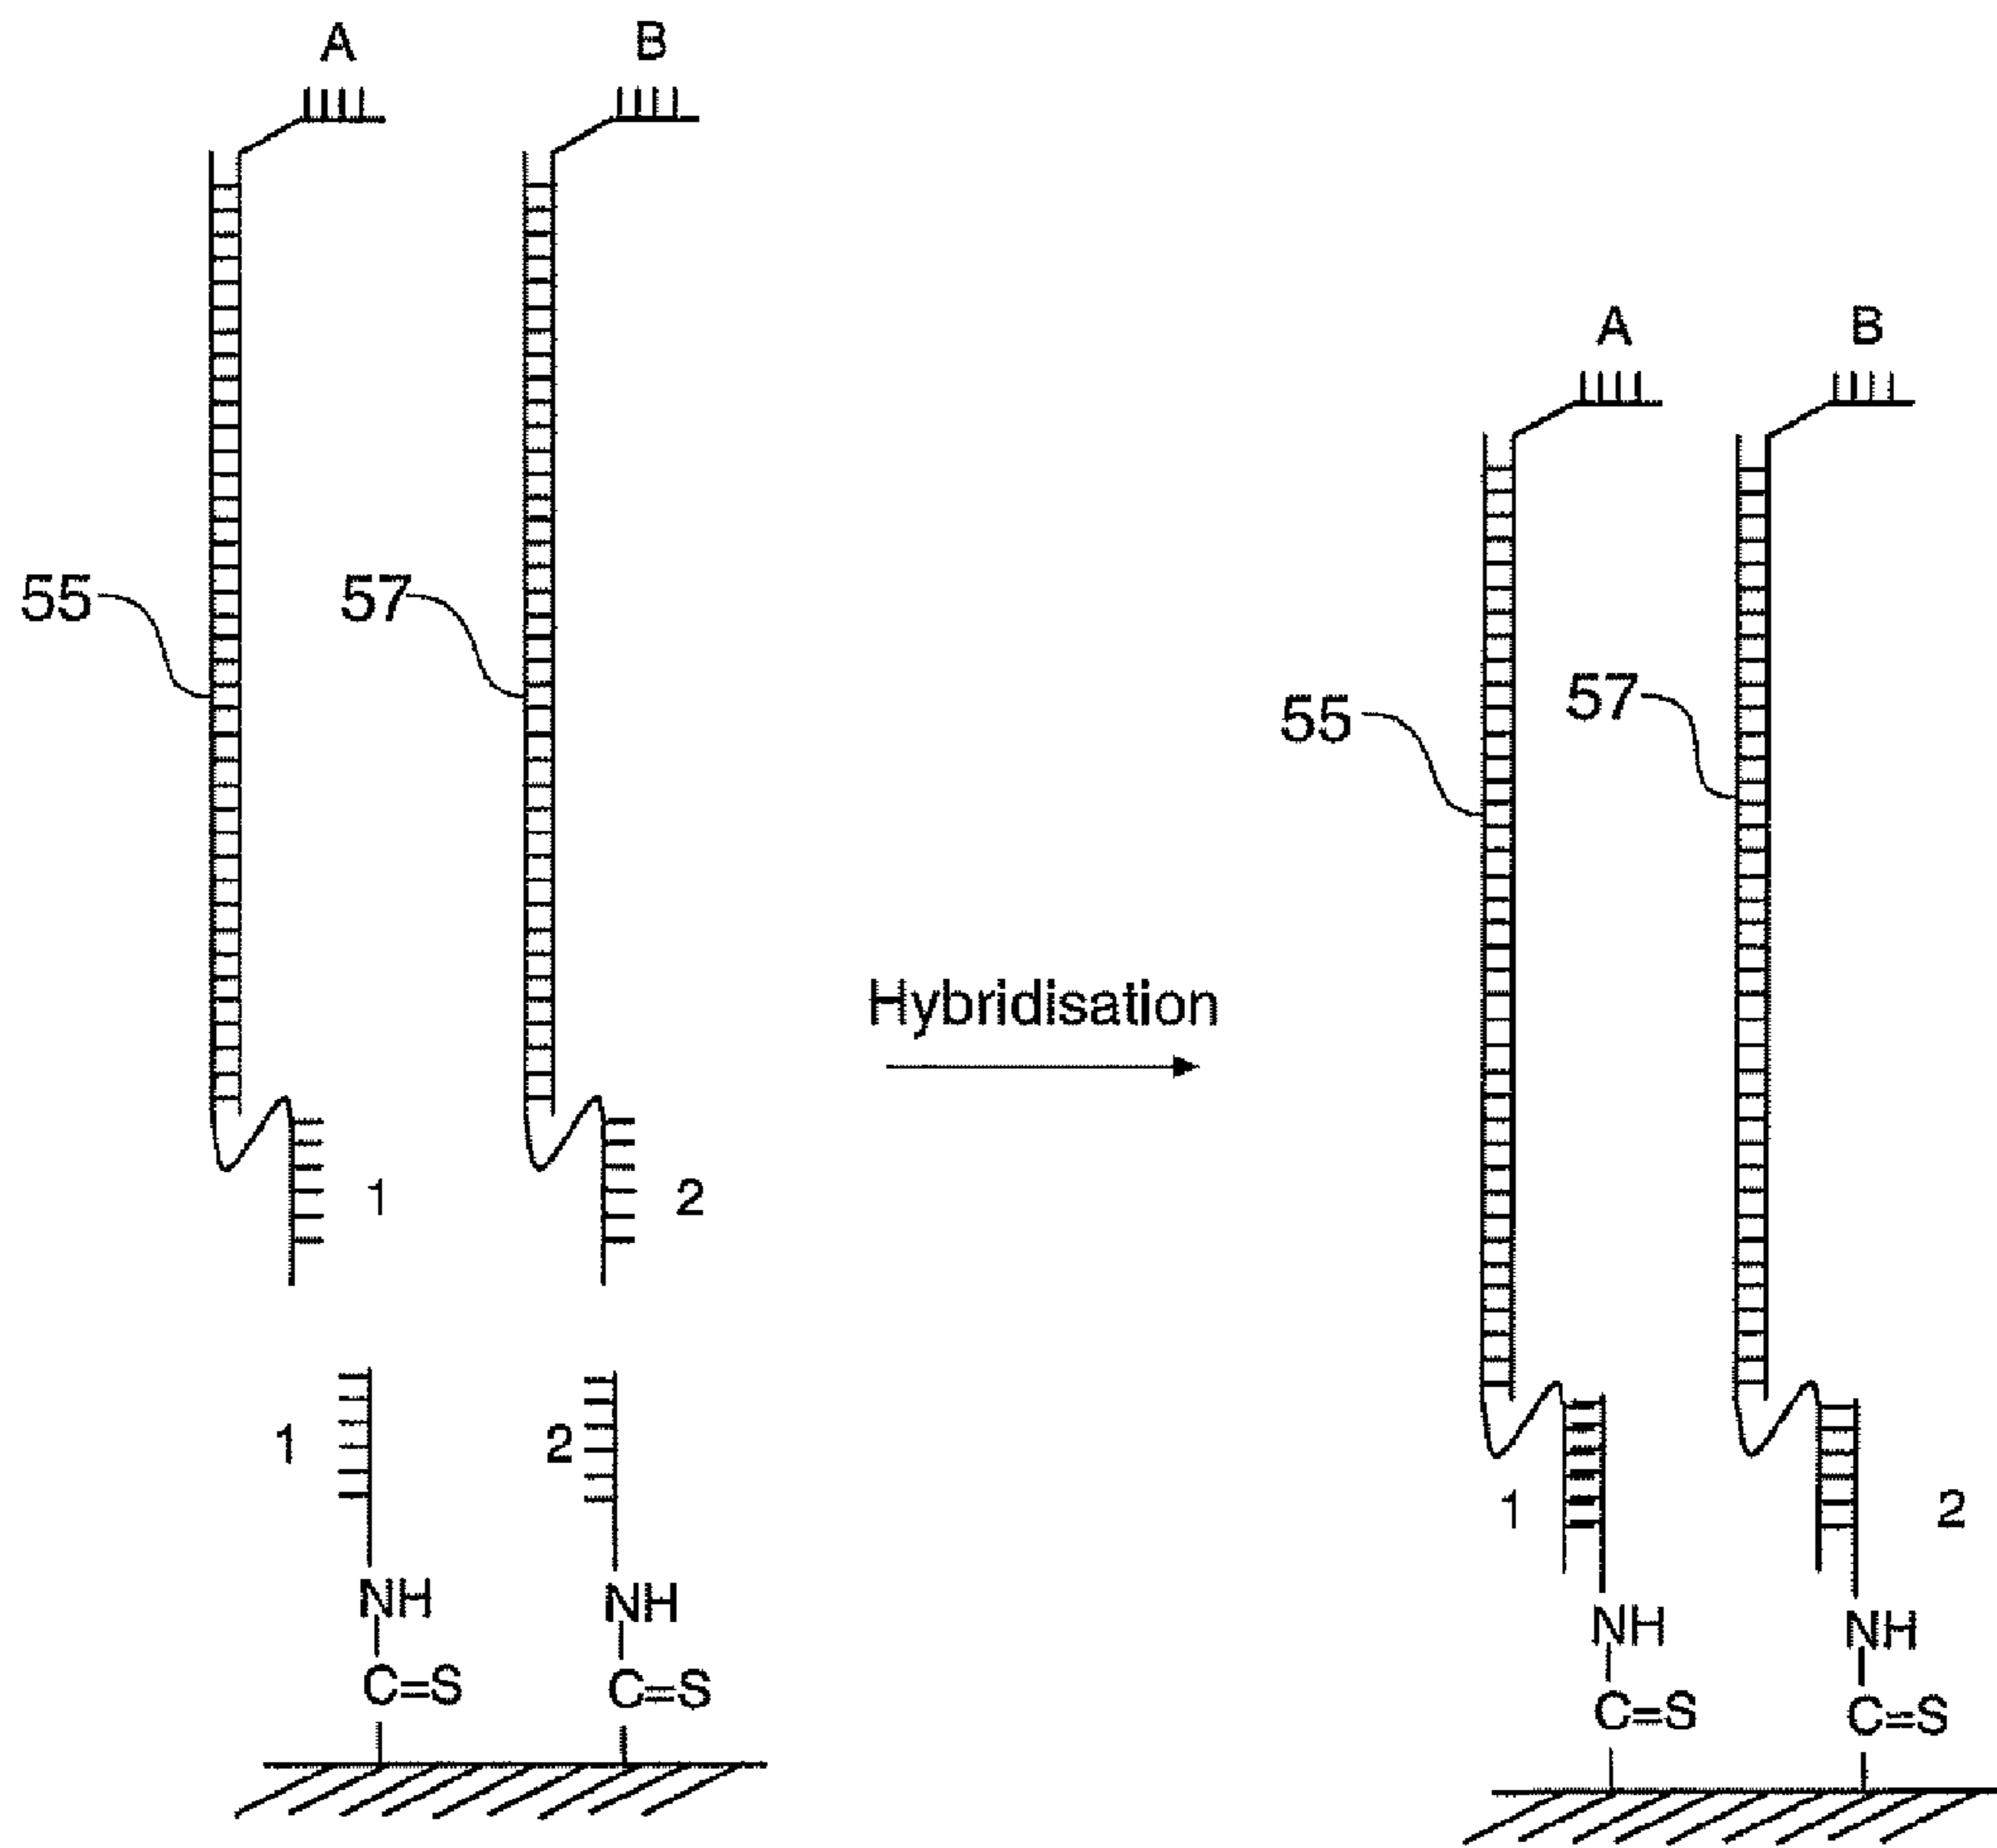 A B
55 57
1 2
1 2
NH NH
C=S C=S
Hybridisation
A B
55 57
1 2
NH NH
C=S C=S